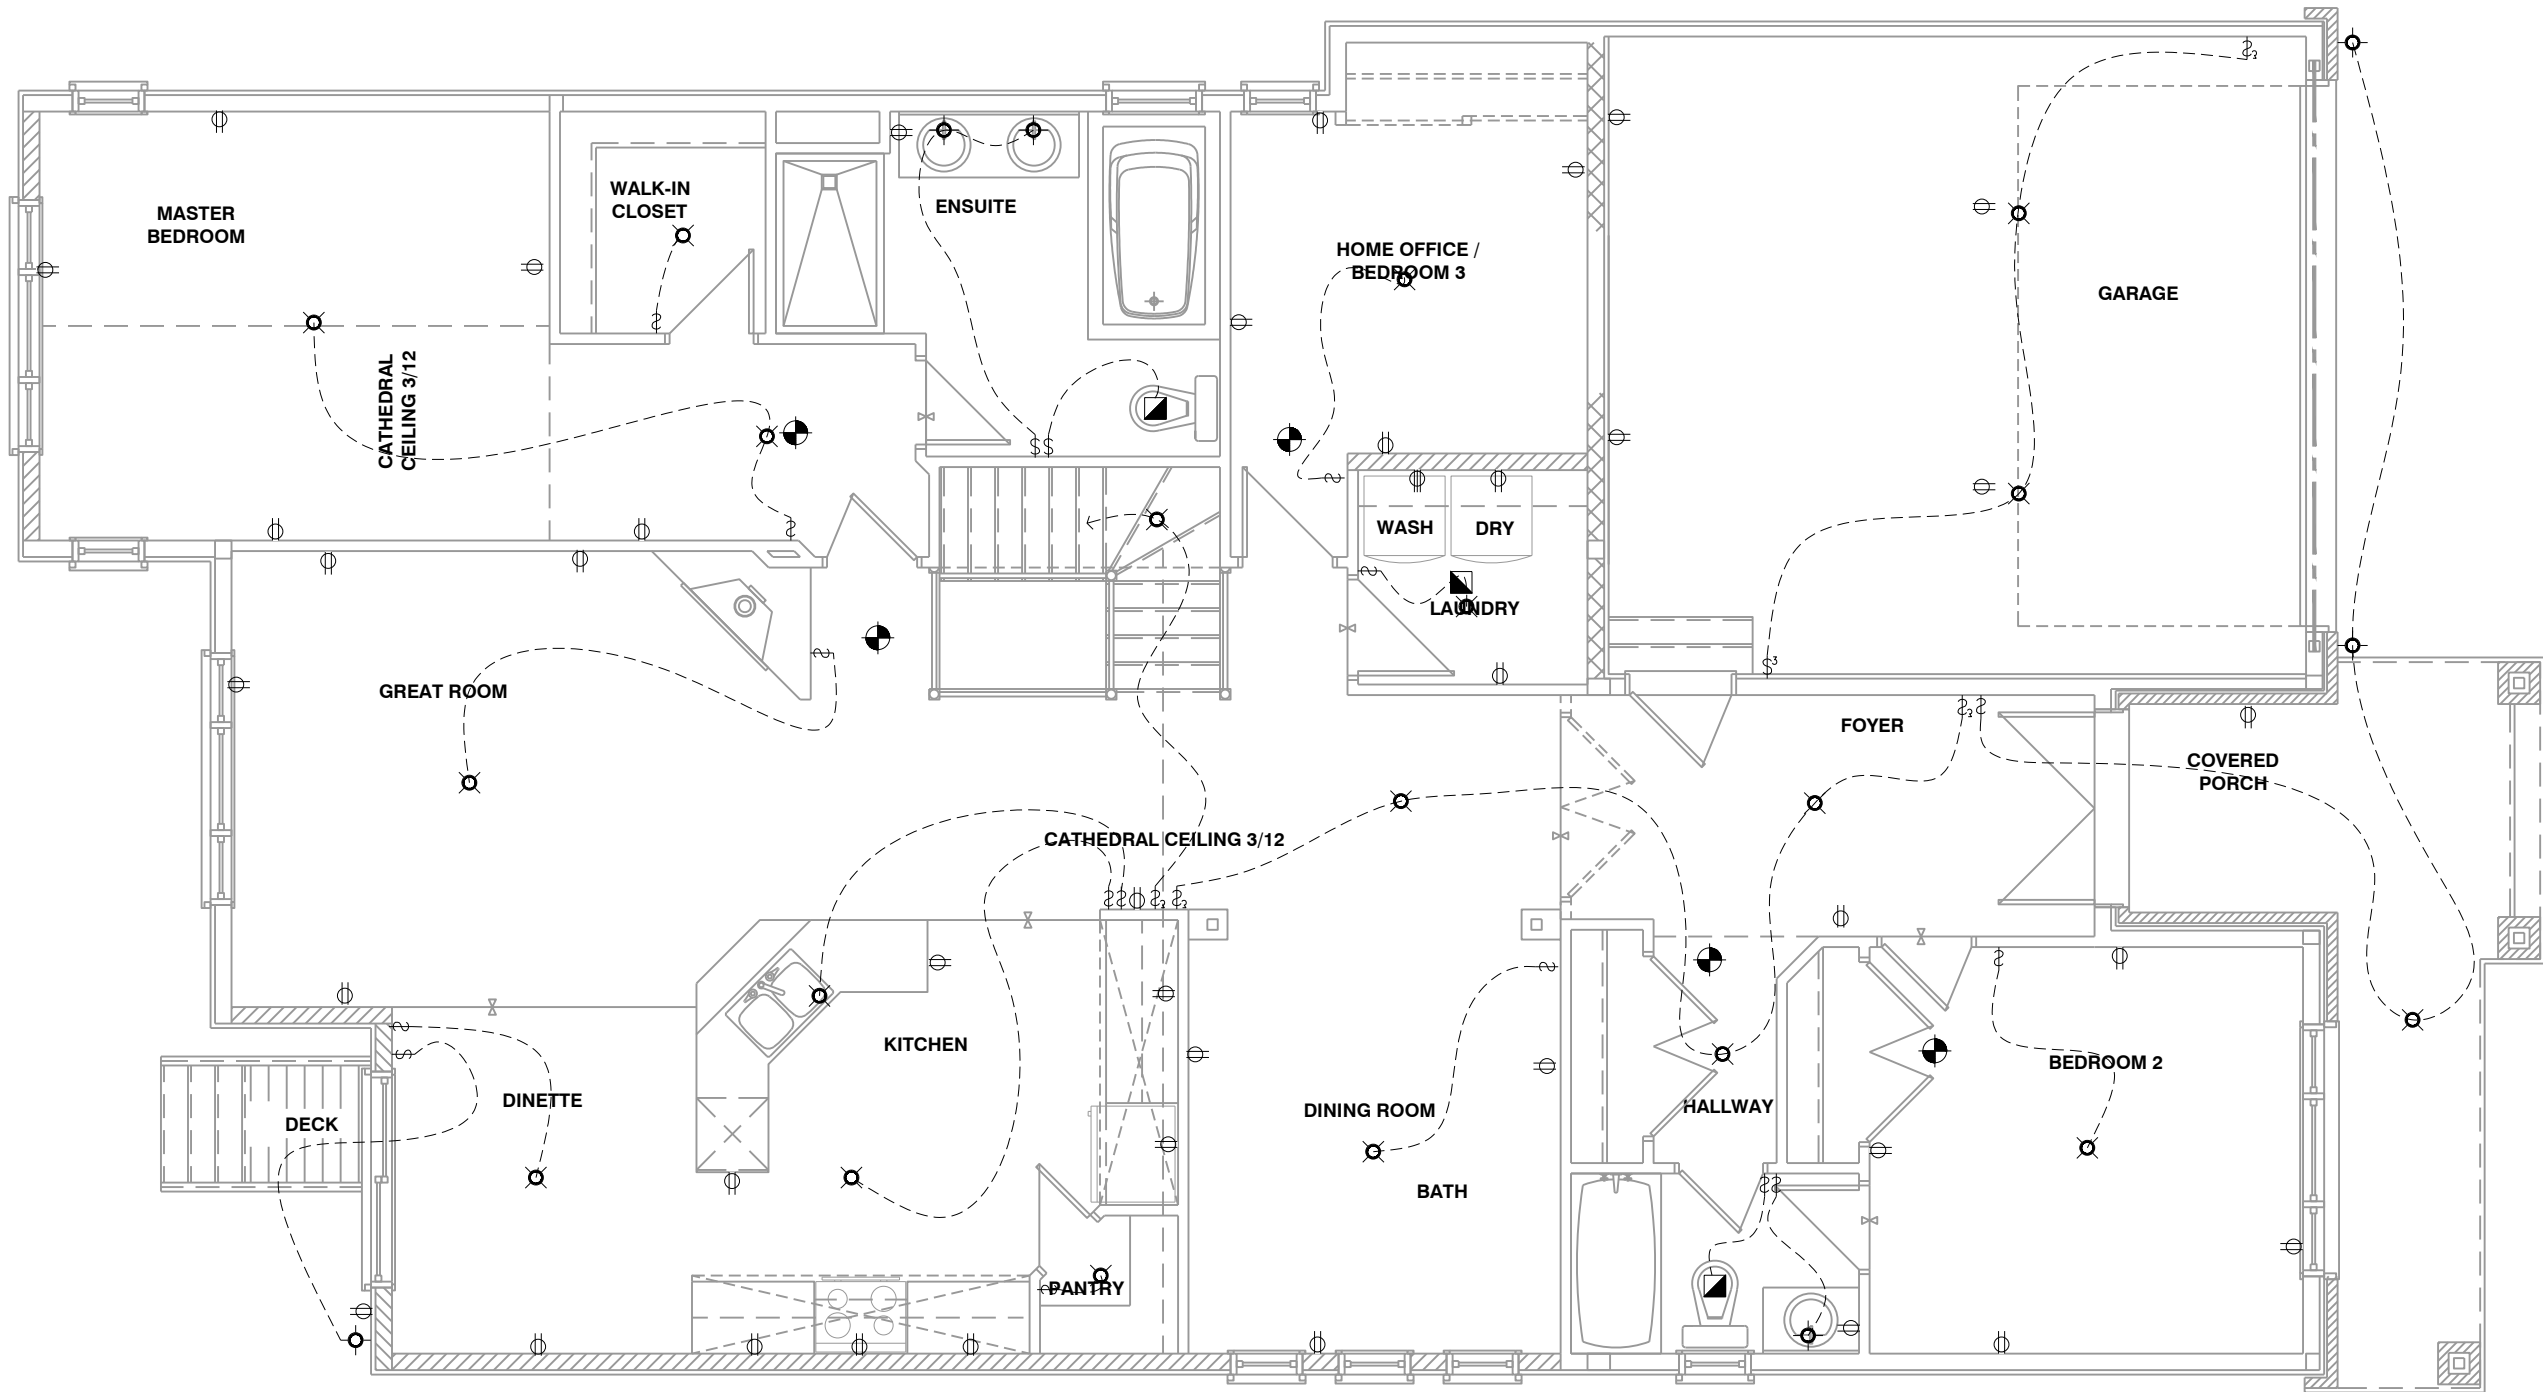 MASTER
BEDROOM
WALK-IN
CLOSET
ENSUITE
HOME OFFICE /
BEDROOM 3
GARAGE
CATHEDRAL
CEILING 3/12
WASH
DRY
LAUNDRY
GREAT ROOM
FOYER
COVERED
PORCH
CATHEDRAL CEILING 3/12
KITCHEN
DINETTE
DECK
DINING ROOM
HALLWAY
BEDROOM 2
BATH
PANTRY